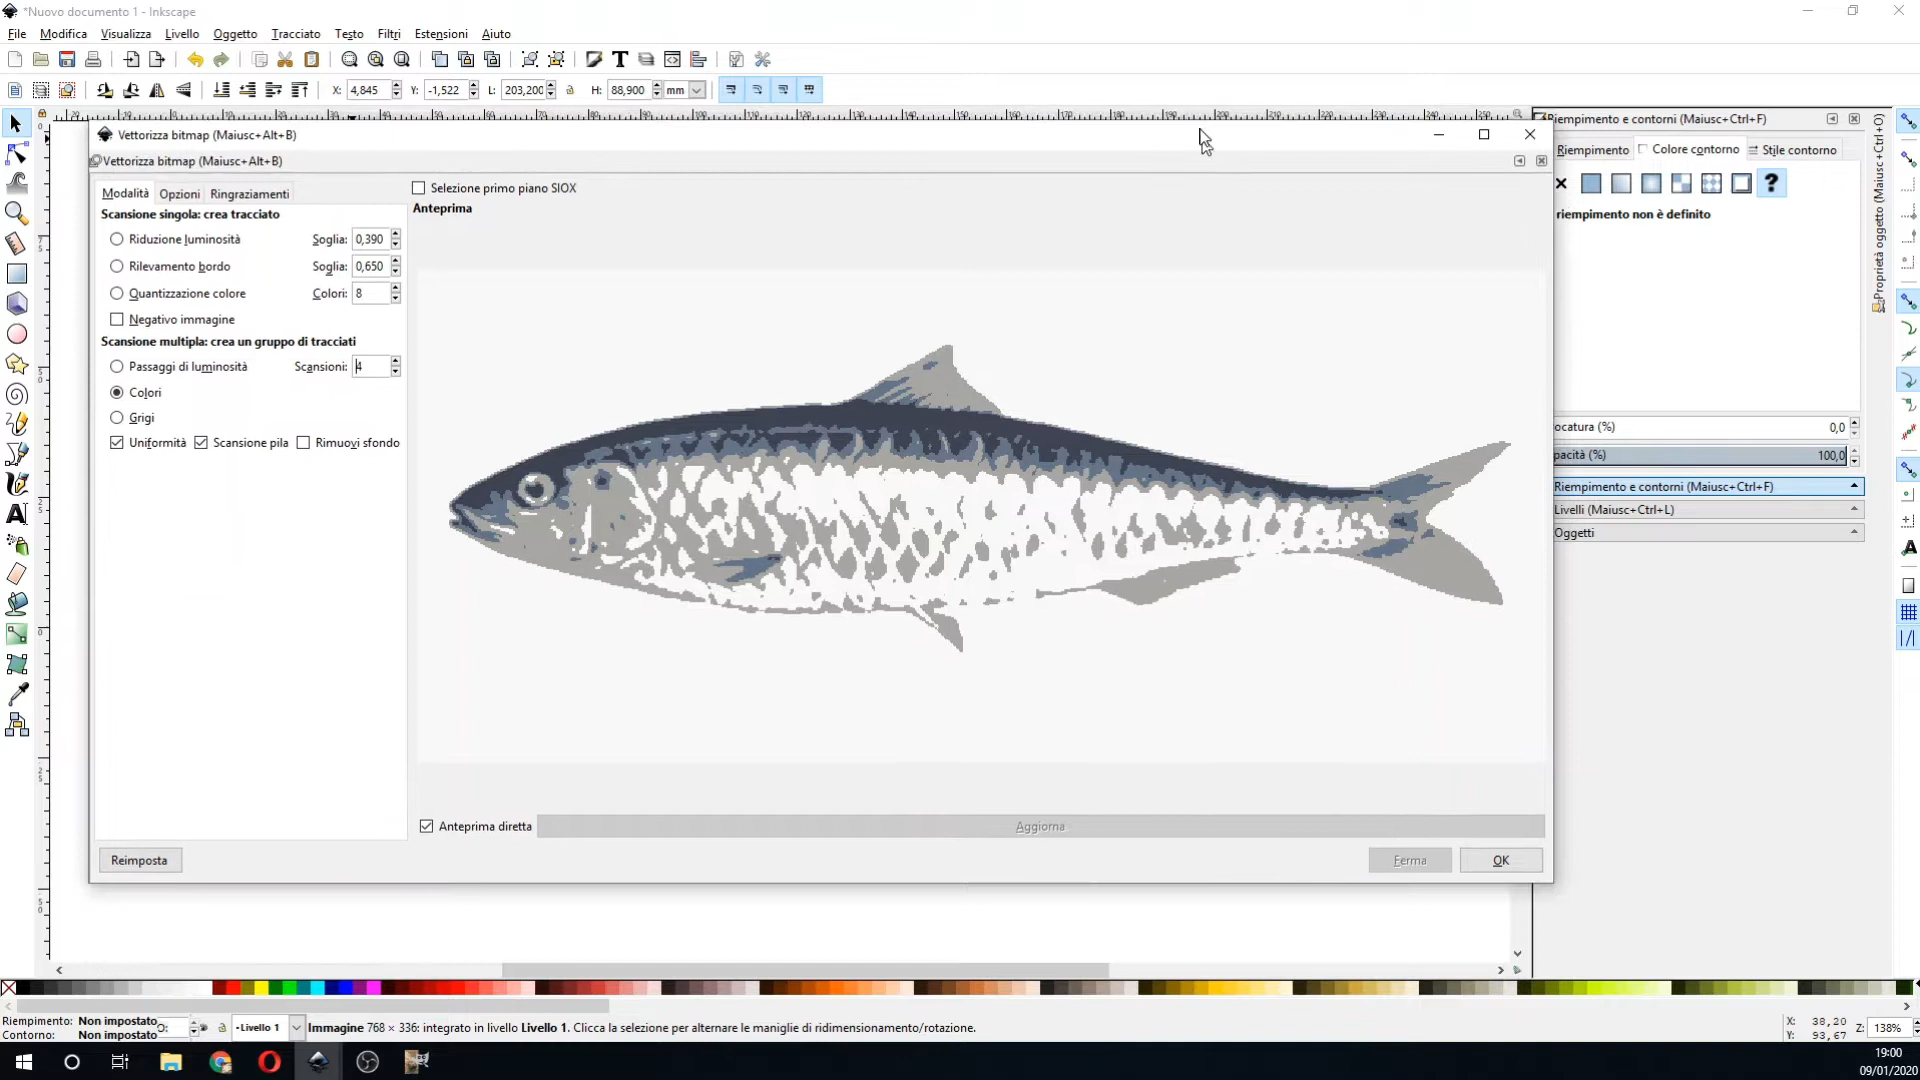 *Nuovo documento 1 - Inkscape
File Modifica Visualizza Livello Oggetto Tracciato Testo Filtri Estensioni Aiuto
X: 4,845 Y: -1,522 L: 203,200 H: 88,900 mm
Vettorizza bitmap (Maiusc+Alt+B)
Vettorizza bitmap (Maiusc+Alt+B)
Modalità Opzioni Ringraziamenti
Scansione singola: crea tracciato
Riduzione luminosità Soglia: 0,390
Rilevamento bordo Soglia: 0,650
Quantizzazione colore Colori: 8
Negativo immagine
Scansione multipla: crea un gruppo di tracciati
Passaggi di luminosità Scansioni: 4
Colori
Grigi
Uniformità Scansione pila Rimuovi sfondo
Selezione primo piano SIOX
Anteprima
Anteprima diretta Aggiorna
Reimposta Ferma OK
Riempimento e contorni (Maiusc+Ctrl+F)
Riempimento Colore contorno Stile contorno
?
riempimento non è definito
ocatura (%) 0,0
pacità (%) 100,0
Riempimento e contorni (Maiusc+Ctrl+F)
Livelli (Maiusc+Ctrl+L)
Oggetti
Proprietà oggetto (Maiusc+Ctrl+O)
Riempimento: Non impostato
Contorno: Non impostato
O:
Livello 1
Immagine 768 × 336: integrato in livello Livello 1. Clicca la selezione per alternare le maniglie di ridimensionamento/rotazione.
X: 38,20
Y: 93,67
Z: 138%
19:00
09/01/2020